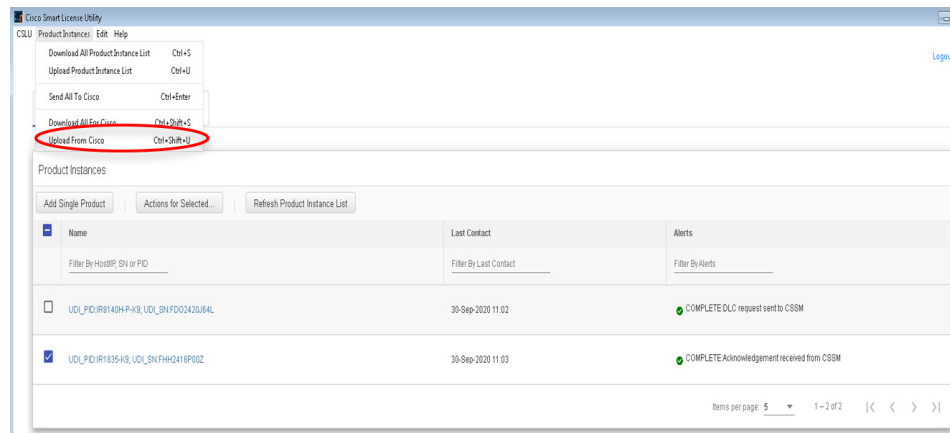 Cisco Smart License Utility
CSLU Product Instances Edit Help
Download All Product Instance List Ctrl+S
Upload Product Instance List Ctrl+U
Logou
Send All To Cisco Ctrl+Enter
Download All For Cisco Ctrl+Shift+S
Upload From Cisco Ctrl+Shift+U
Product Instances
Add Single Product Actions for Selected... Refresh Product Instance List
Name Last Contact Alerts
Filter By Host/IP, SN or PID Filter By Last Contact Filter By Alerts
UDI_PID:IR8140H-P-K9; UDI_SN:FDO2420J64L 30-Sep-2020 11:02 COMPLETE:DLC request sent to CSSM
UDI_PID:IR1835-K9; UDI_SN:FHH2416P00Z 30-Sep-2020 11:03 COMPLETE:Acknowledgement received from CSSM
Items per page: 5 1 – 2 of 2